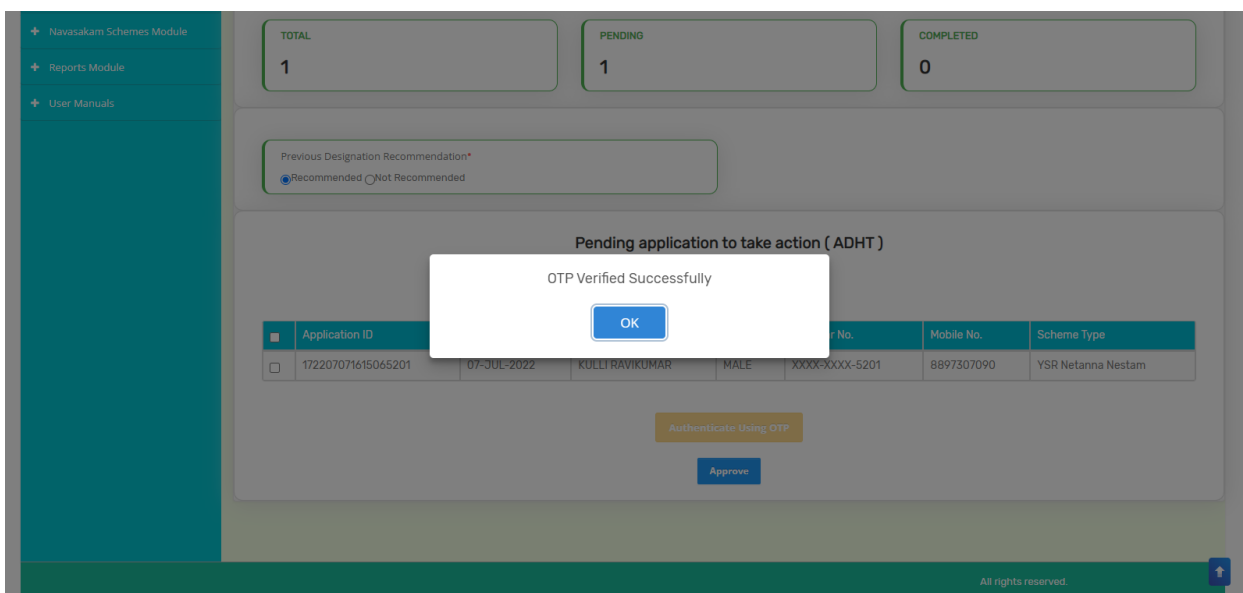 Navasakam Schemes Module
Reports Module
User Manuals
TOTAL
1
PENDING
1
COMPLETED
0
Previous Designation Recommendation*
Recommended Not Recommended
Pending application to take action ( ADHT )
OTP Verified Successfully
OK
Application ID r No. Mobile No. Scheme Type
172207071615065201 07-JUL-2022 KULLI RAVIKUMAR MALE XXXX-XXXX-5201 8897307090 YSR Netanna Nestam
Authenticate Using OTP
Approve
All rights reserved.